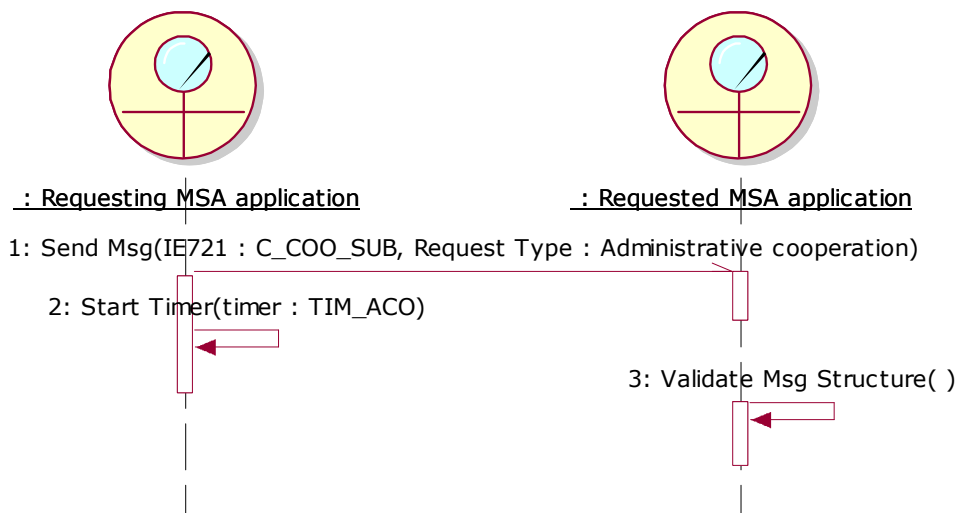 : Requesting MSA application
: Requested MSA application
1: Send Msg(IE721 : C_COO_SUB, Request Type : Administrative cooperation)
2: Start Timer(timer : TIM_ACO)
3: Validate Msg Structure( )